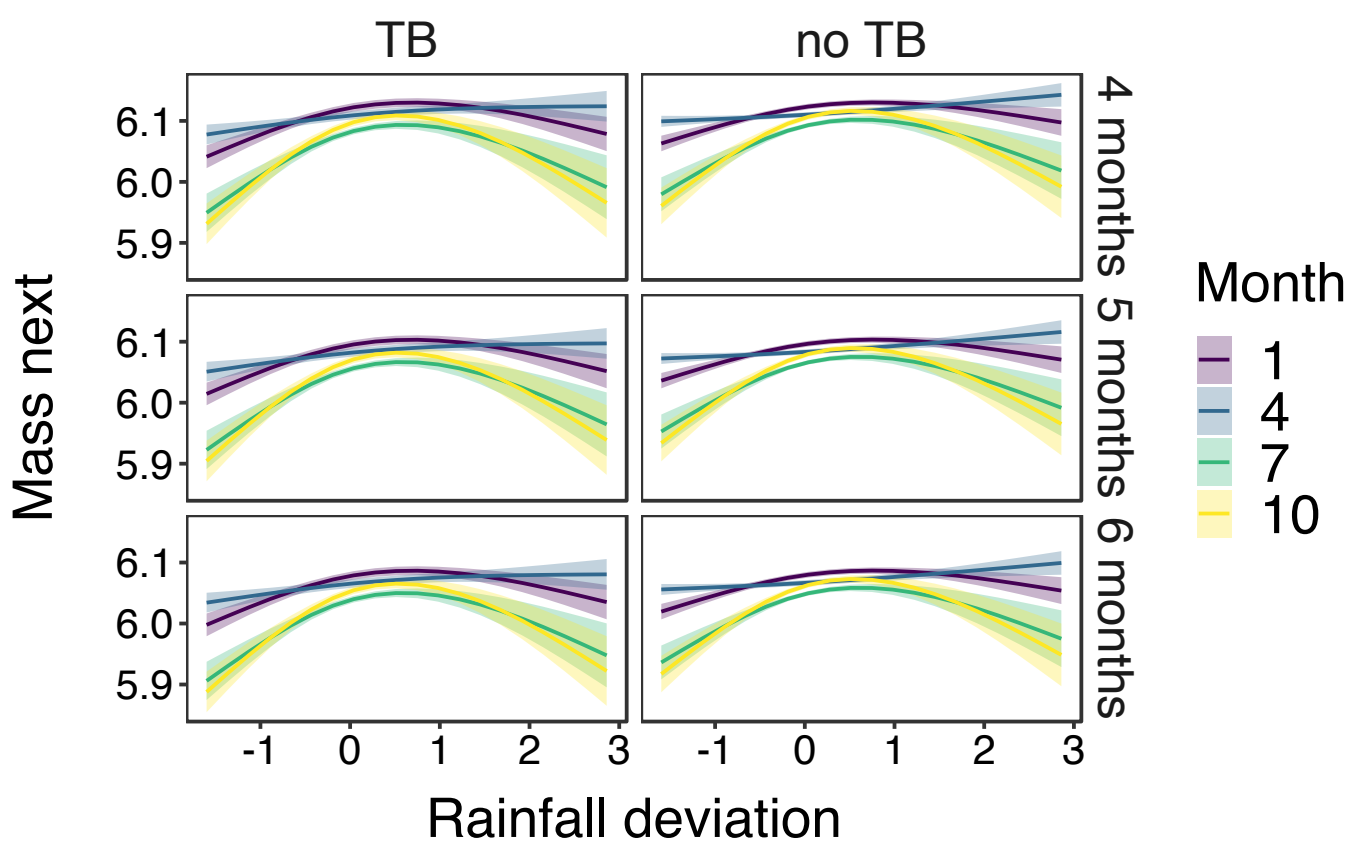 TB
no TB
6.1
6.0
5.9
4 months
6.1
6.0
5.9
5 months
6.1
6.0
5.9
6 months
-1 0 1 2 3
-1 0 1 2 3
Mass next
Rainfall deviation
Month
1
4
7
10